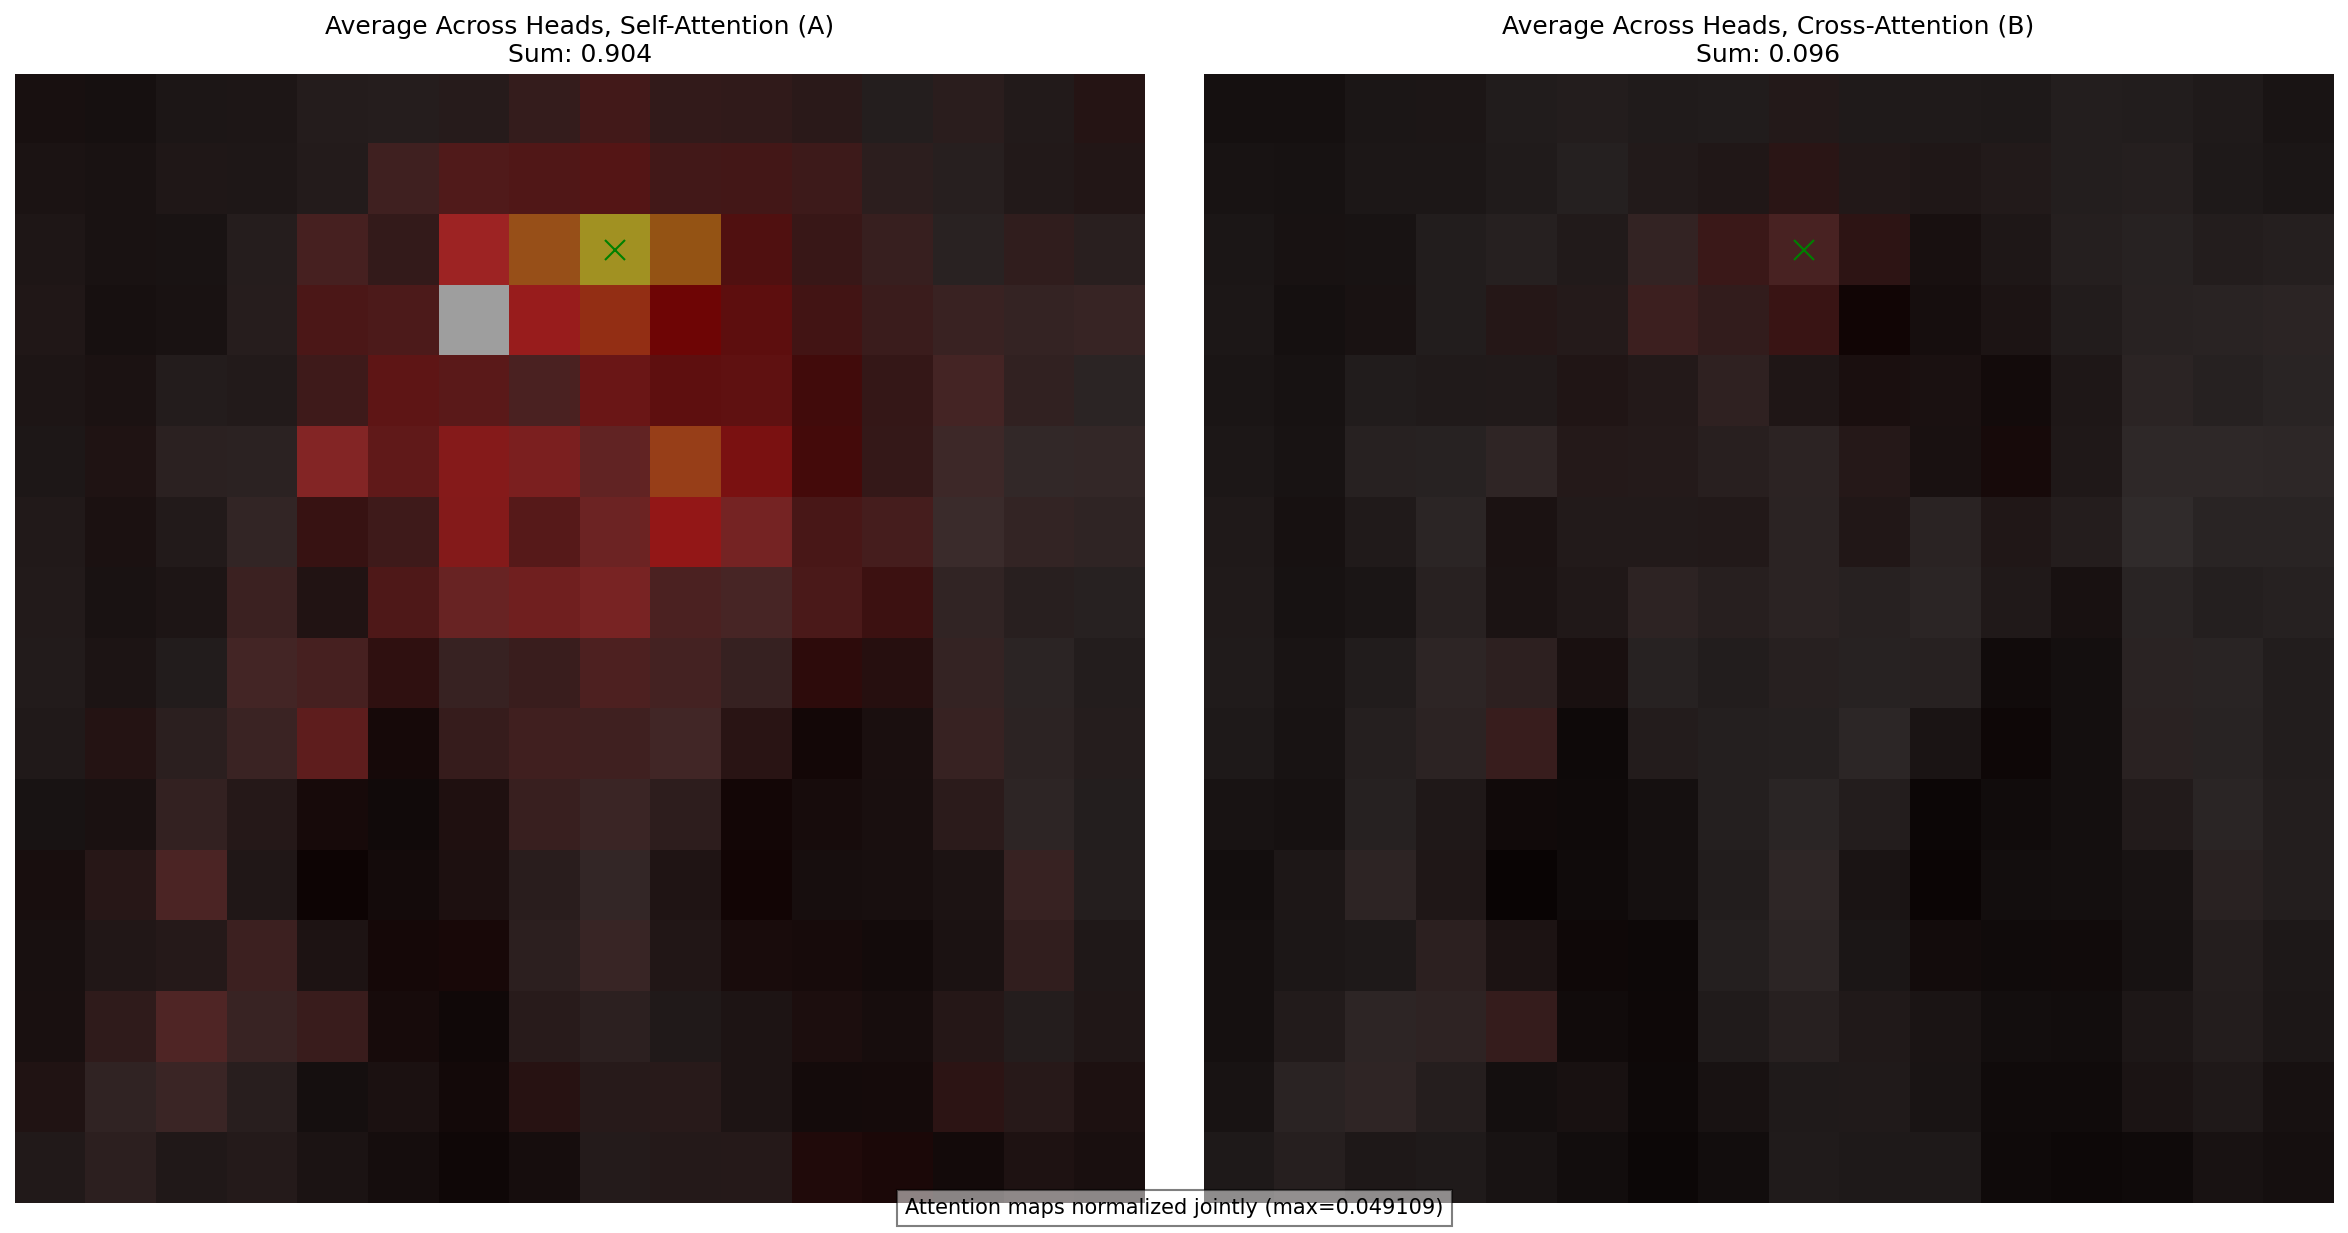 Average Across Heads, Self-Attention (A)
Sum: 0.904
Average Across Heads, Cross-Attention (B)
Sum: 0.096
Attention maps normalized jointly (max=0.049109)